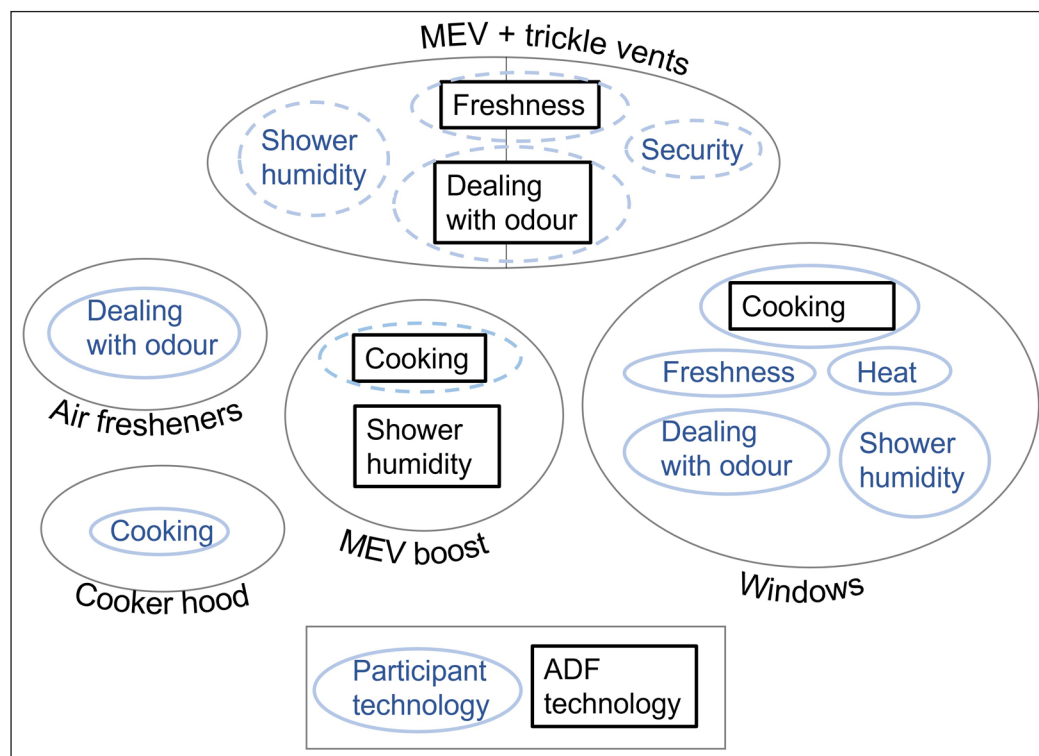 MEV + trickle vents
Freshness
Shower
humidity
Security
Dealing
with odour
Dealing
with odour
Air fresheners
Cooking
Shower
humidity
MEV boost
Cooking
Freshness
Heat
Dealing
with odour
Shower
humidity
Windows
Cooking
Cooker hood
Participant
technology
ADF
technology